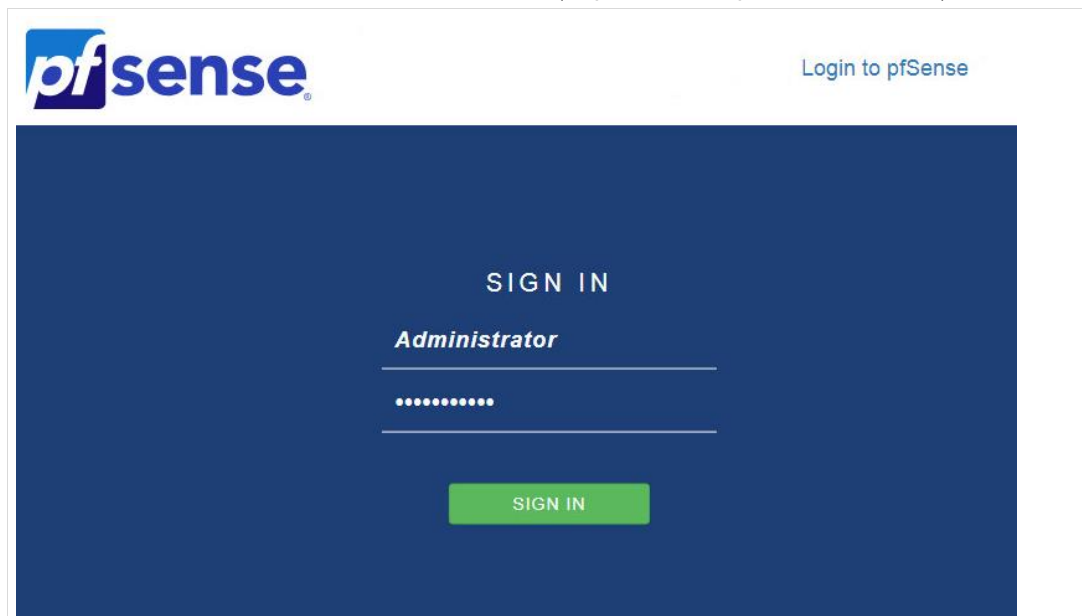 pfsense®
Login to pfSense
SIGN IN
Administrator
•••••••••••
SIGN IN